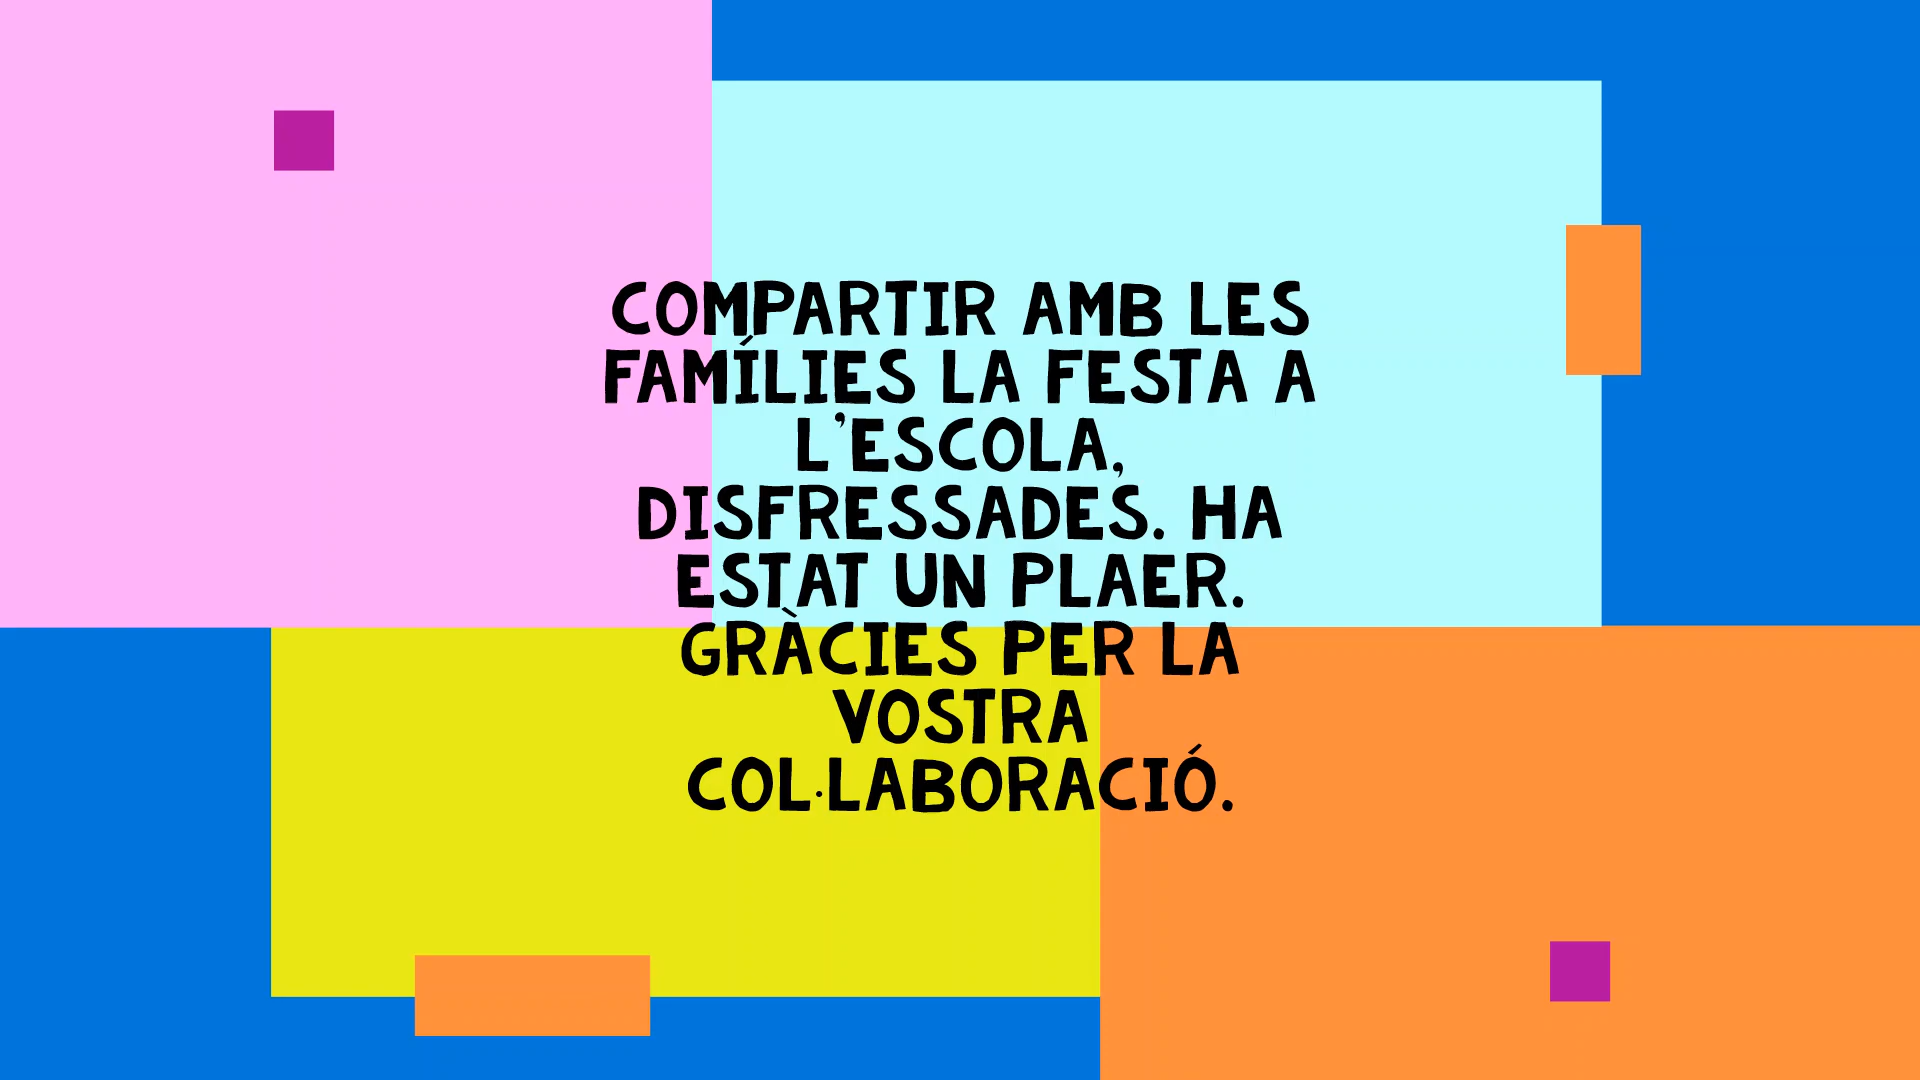 COMPARTIR AMB LES
FAMÍLIES LA FESTA A
L'ESCOLA,
DISFRESSADES. HA
ESTAT UN PLAER.
GRÀCIES PER LA
VOSTRA
COL·LABORACIÓ.